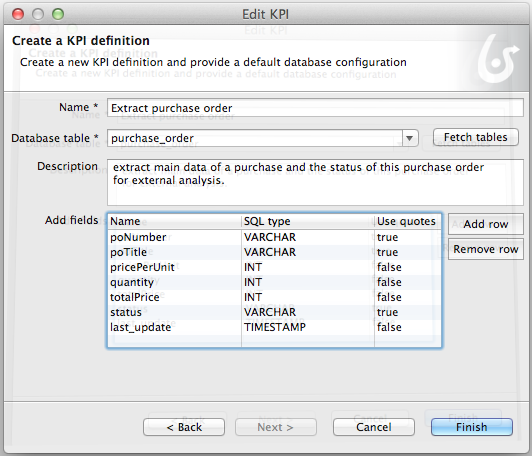 Edit KPI
Create a KPI definition
Create a new KPI definition and provide a default database configuration
Name * Extract purchase order
Database table * purchase_order Fetch tables
Description extract main data of a purchase and the status of this purchase order
for external analysis.
Add fields Name SQL type Use quotes Add row
poNumber VARCHAR true
poTitle VARCHAR true Remove row
pricePerUnit INT false
quantity INT false
totalPrice INT false
status VARCHAR true
last_update TIMESTAMP false
< Back Next > Cancel Finish